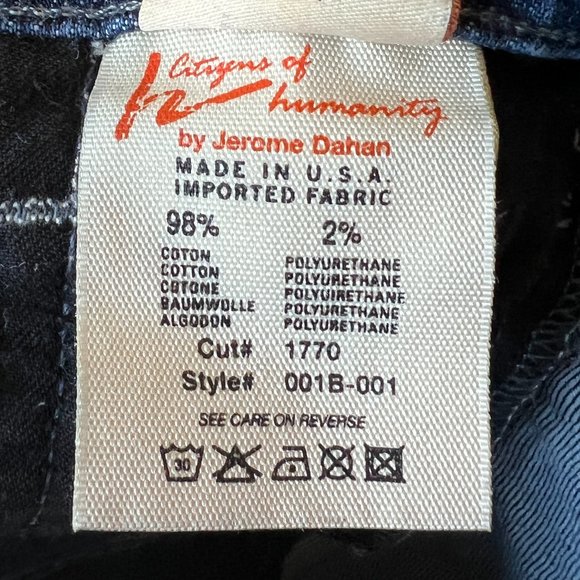 Citizens of
humanity
by Jerome Dahan
MADE IN U.S.A.
IMPORTED FABRIC
98% 2%
COTON POLYURETHANE
COTTON POLYURETHANE
COTONE POLYURETHANE
BAUMWOLLE POLYURETHANE
ALGODON POLYURETHANE
Cut# 1770
Style# 001B-001
SEE CARE ON REVERSE
30